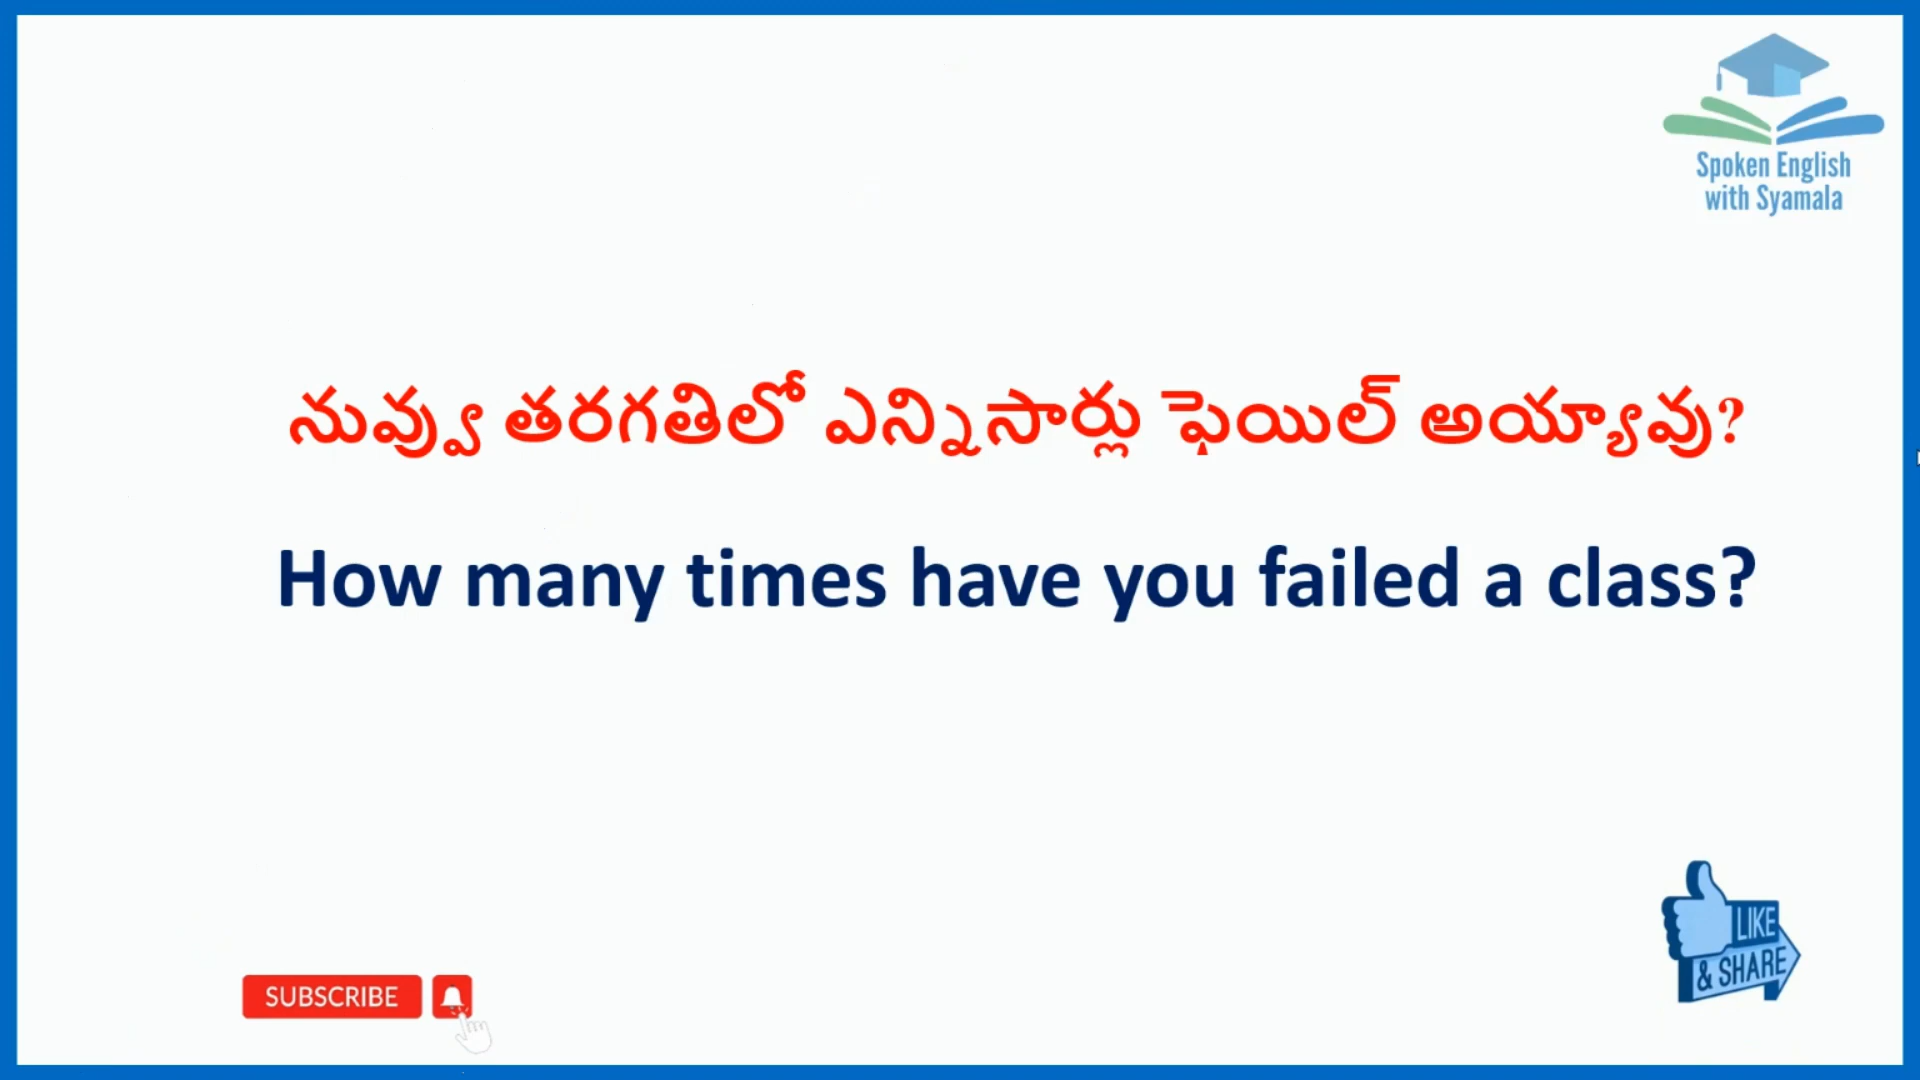 Spoken English
with Syamala
నువ్వు తరగతిలో ఎన్నిసార్లు ఫెయిల్ అయ్యావు?
How many times have you failed a class?
LIKE
& SHARE
SUBSCRIBE